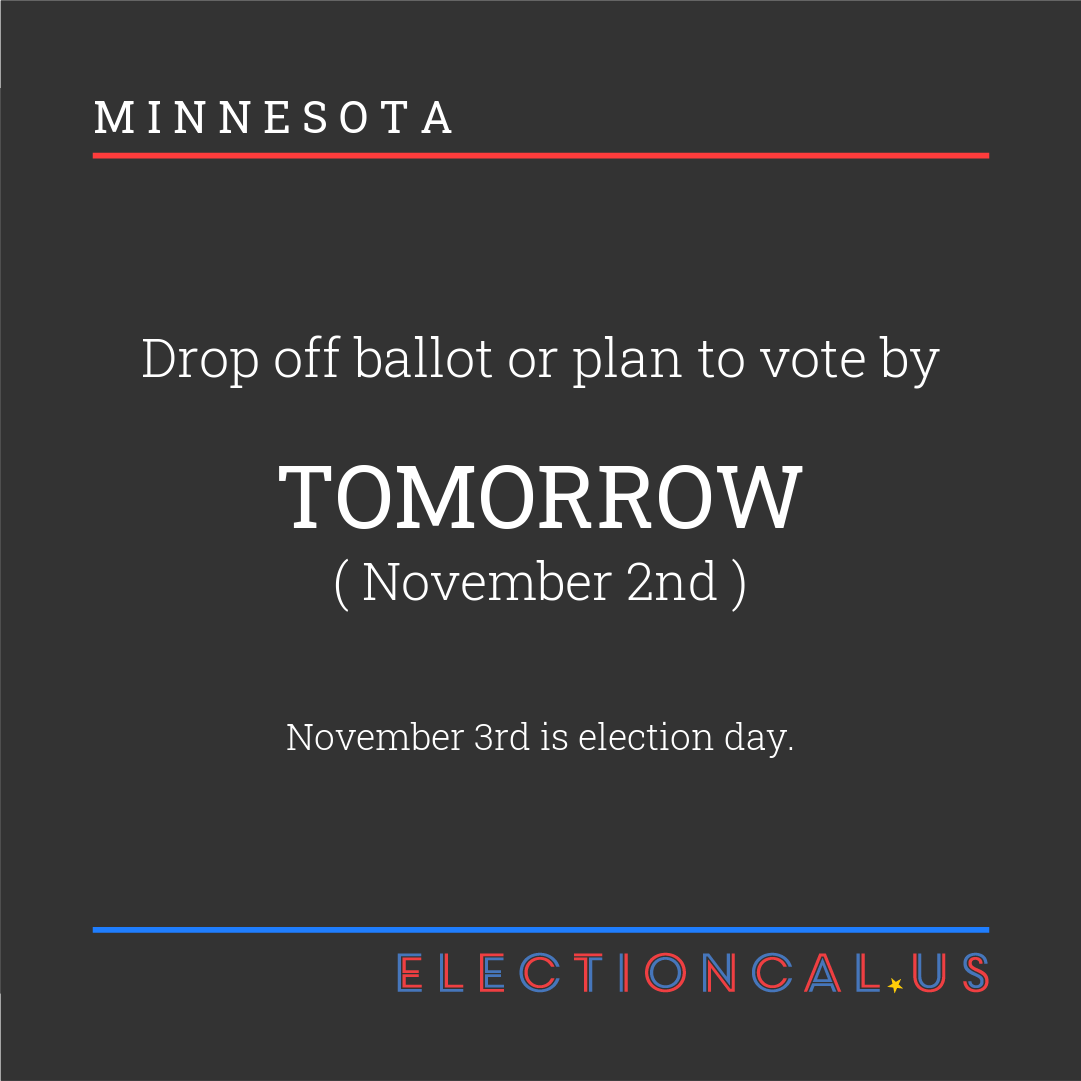 MINNESOTA
Drop off ballot or plan to vote by
TOMORROW
( November 2nd )
November 3rd is election day.
ELECTIONCAL.US